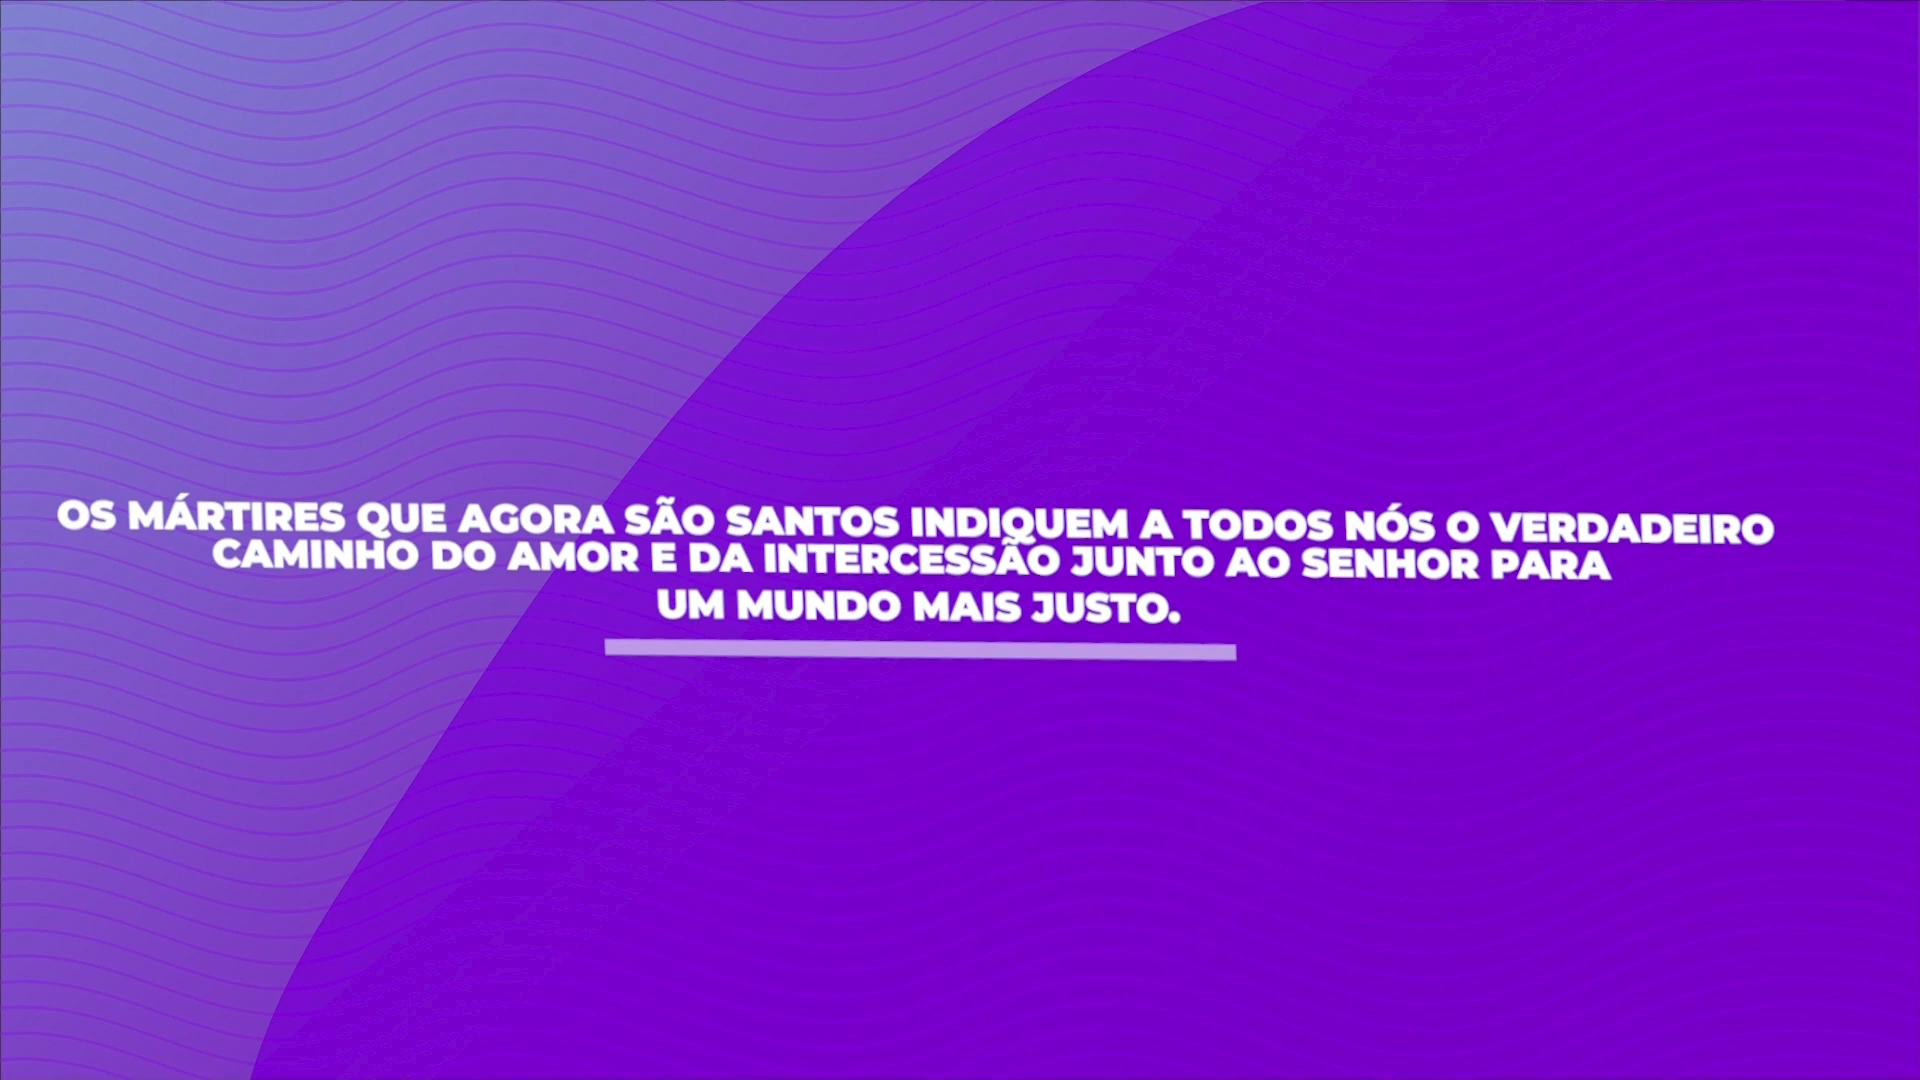 OS MÁRTIRES QUE AGORA SÃO SANTOS INDIQUEM A TODOS NÓS O VERDADEIRO
CAMINHO DO AMOR E DA INTERCESSÃO JUNTO AO SENHOR PARA
UM MUNDO MAIS JUSTO.